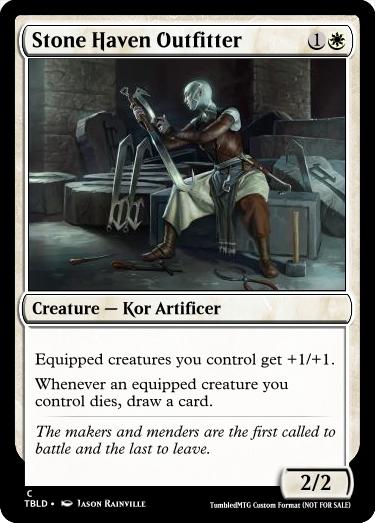 Stone Haven Outfitter 1
Creature — Kor Artificer
Equipped creatures you control get +1/+1.
Whenever an equipped creature you
control dies, draw a card.
The makers and menders are the first called to
battle and the last to leave.
2/2
C
TBLD • Jason Rainville
TumbledMTG Custom Format (NOT FOR SALE)